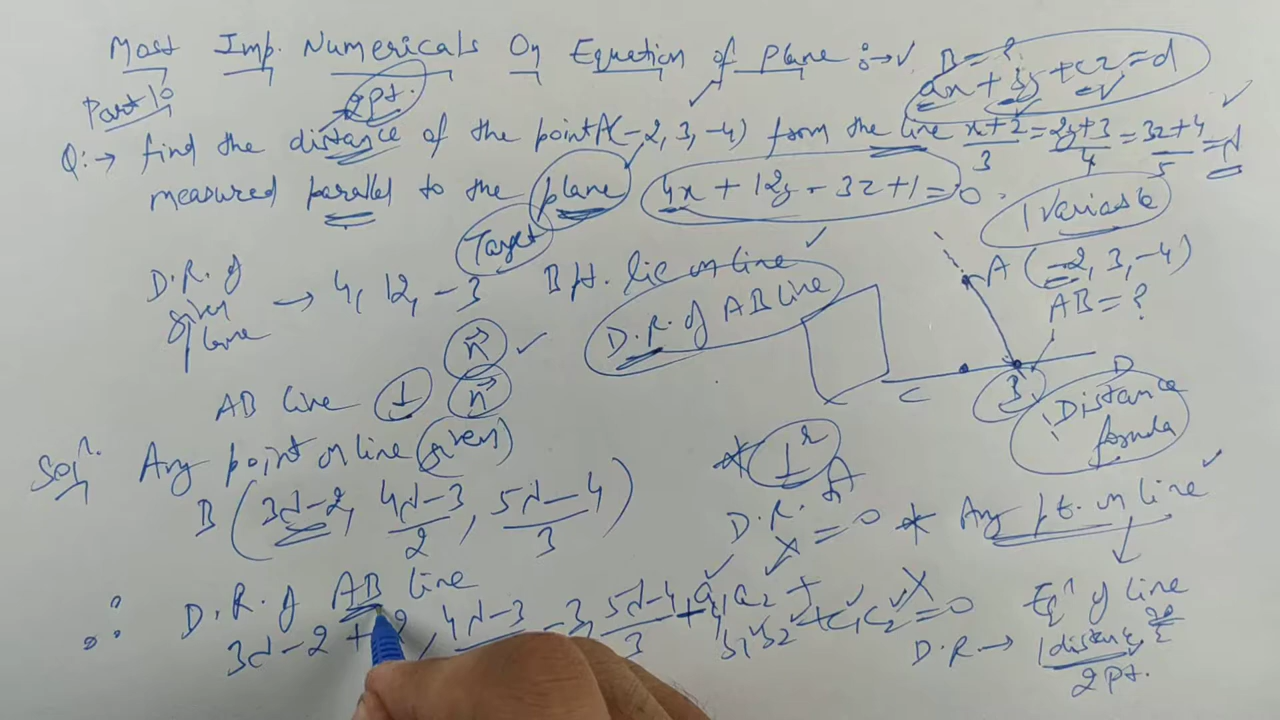 Most Imp. Numericals On Equation of Plane :→✓
Part 10
2pt.
B = ?
ax + by + cz = d
Q:→ find the distance of the point A(-2, 3, -4) from the line (x+2)/3 = (2y+3)/4 = (3z+4)/5 = λ
measured parallel to the plane 4x + 12y - 3z + 1 = 0.
Target
1 variable
D.R. of given plane → 4, 12, -3
B pt. lie on line
D.R. of AB line
n⃗ ✓
AB line ⊥ n⃗
A (-2, 3, -4)
AB = ?
B
C
D
Distance formula
Solⁿ. Any point on line given
B (3λ-2, (4λ-3)/2, (5λ-4)/3)
* ⊥r
D.R. of
= 0
* Any pt. on line
Eqⁿ of line
D.R → distance
2 pt.
∴ D.R. of AB line
3λ-2 + 2, 4λ-3 - 3, (5λ-4)/3 + 4
a₁a₂ + b₁b₂ + c₁c₂ = 0